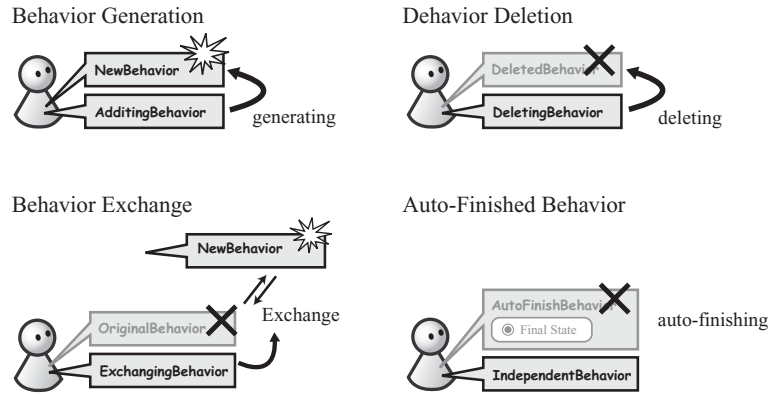 Behavior Generation
NewBehavior
AdditingBehavior
generating
Dehavior Deletion
DeletedBehavior
DeletingBehavior
deleting
Behavior Exchange
NewBehavior
Exchange
OriginalBehavior
ExchangingBehavior
Auto-Finished Behavior
AutoFinishBehavior
Final State
auto-finishing
IndependentBehavior